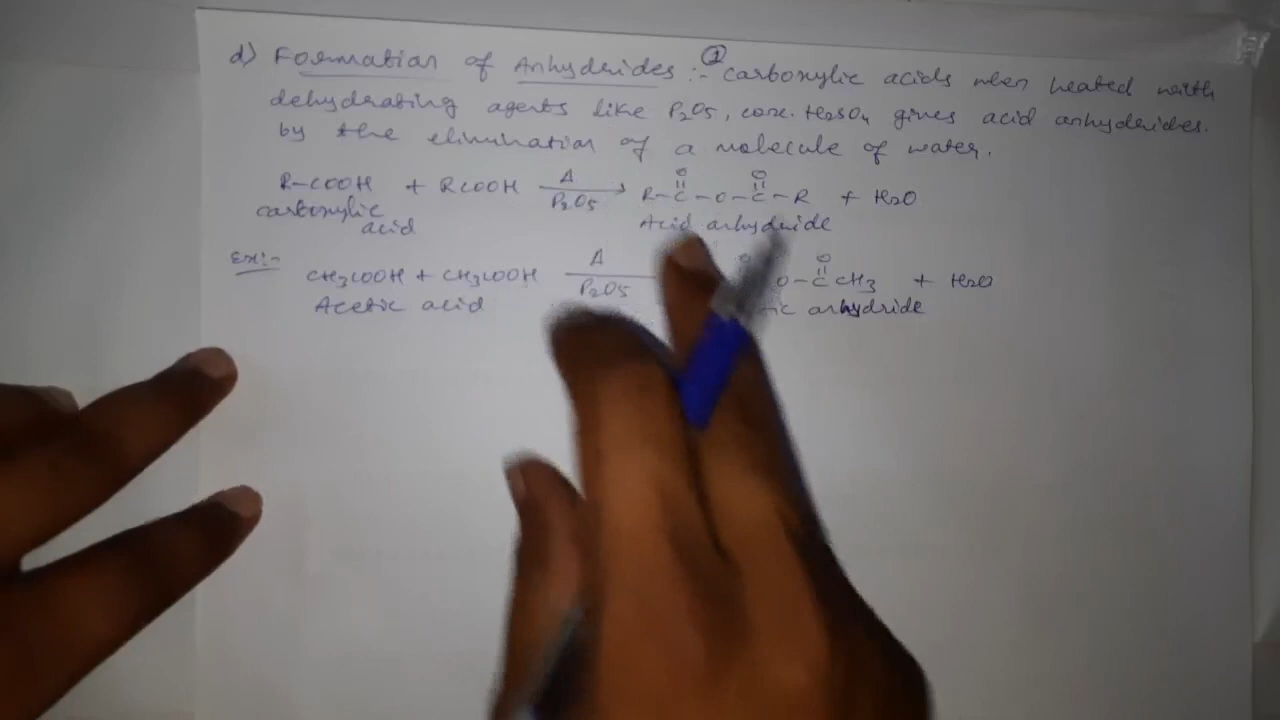 d) Formation of Anhydrides :- ① carboxylic acids when heated with
dehydrating agents like P₂O₅, conc. H₂SO₄ gives acid anhydrides.
by the elimination of a molecule of water.
O O
R-COOH + RCOOH Δ P₂O₅ → R-C-O-C-R + H₂O
carboxylic acid
Acid anhydride
Ex:- CH₃COOH + CH₃COOH Δ P₂O₅ O O O-C CH₃ + H₂O
Acetic acid anhydride